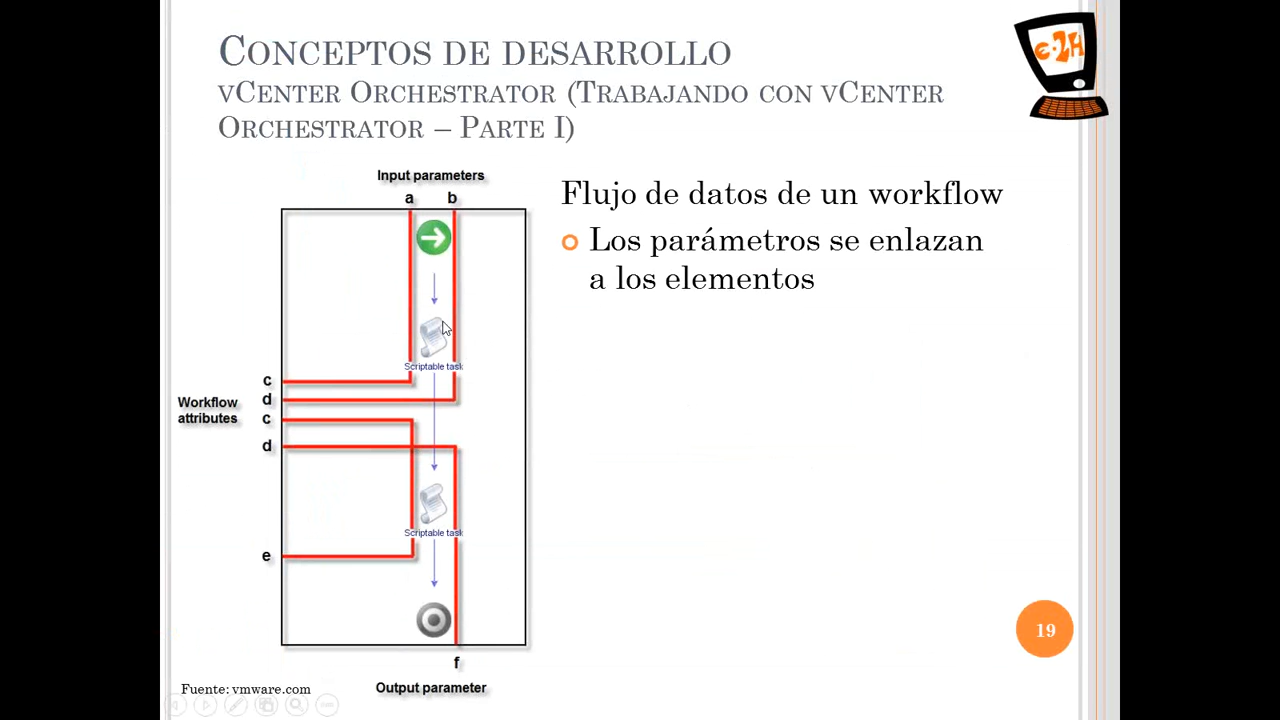 CONCEPTOS DE DESARROLLO
VCENTER ORCHESTRATOR (TRABAJANDO CON VCENTER
ORCHESTRATOR – PARTE I)
e-2H
Input parameters
a b
Flujo de datos de un workflow
Los parámetros se enlazan
a los elementos
Scriptable task
c
d
Workflow
attributes
c
d
Scriptable task
e
f
Output parameter
Fuente: vmware.com
19